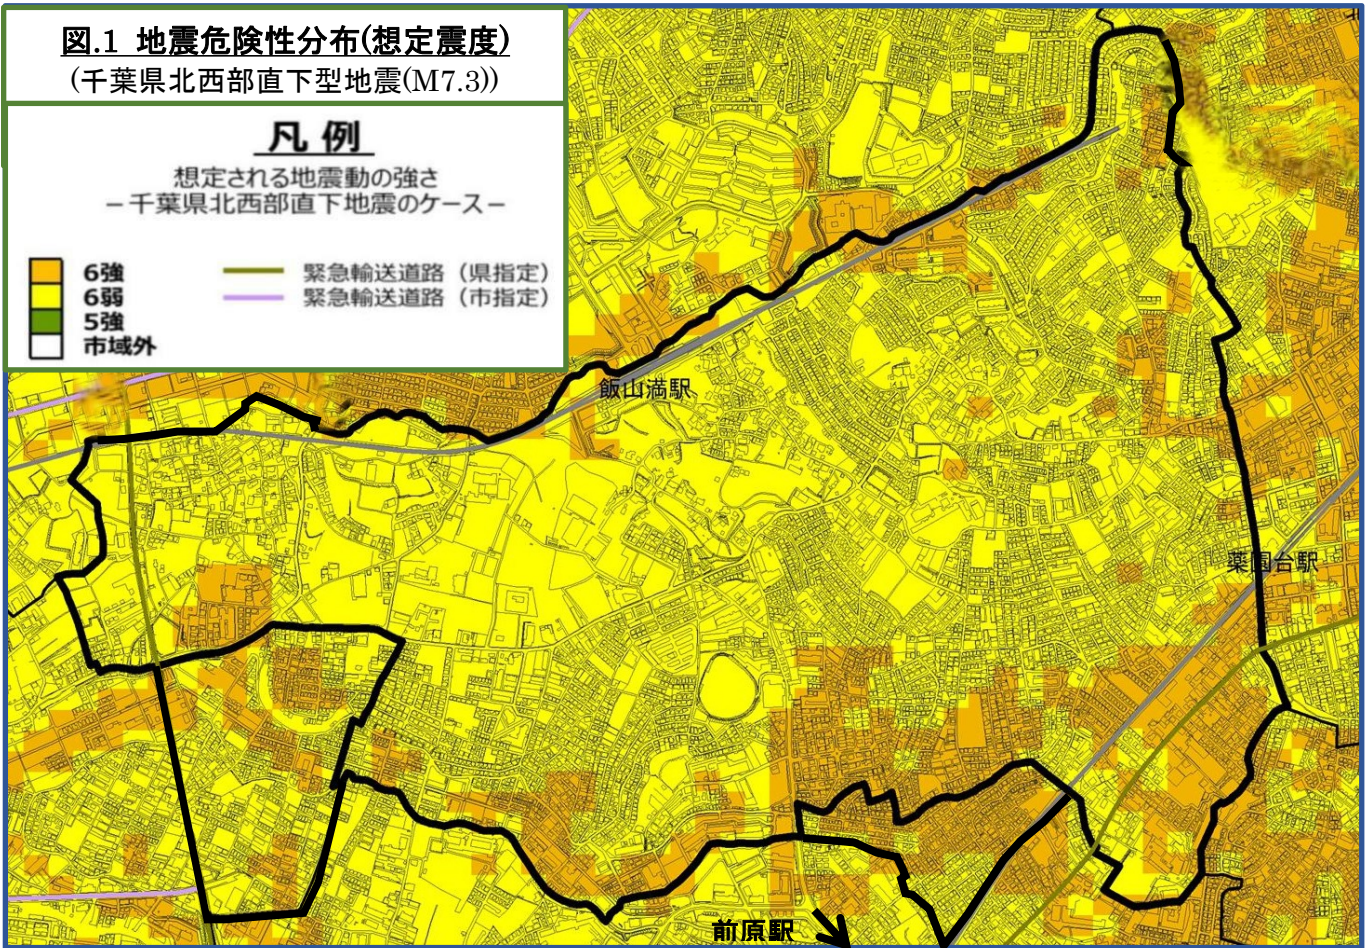 図.1 地震危険性分布(想定震度)
(千葉県北西部直下型地震(M7.3))
凡例
想定される地震動の強さ
－千葉県北西部直下地震のケース－
6強
緊急輸送道路（県指定）
6弱
緊急輸送道路（市指定）
5強
市域外
飯山満駅
薬園台駅
前原駅